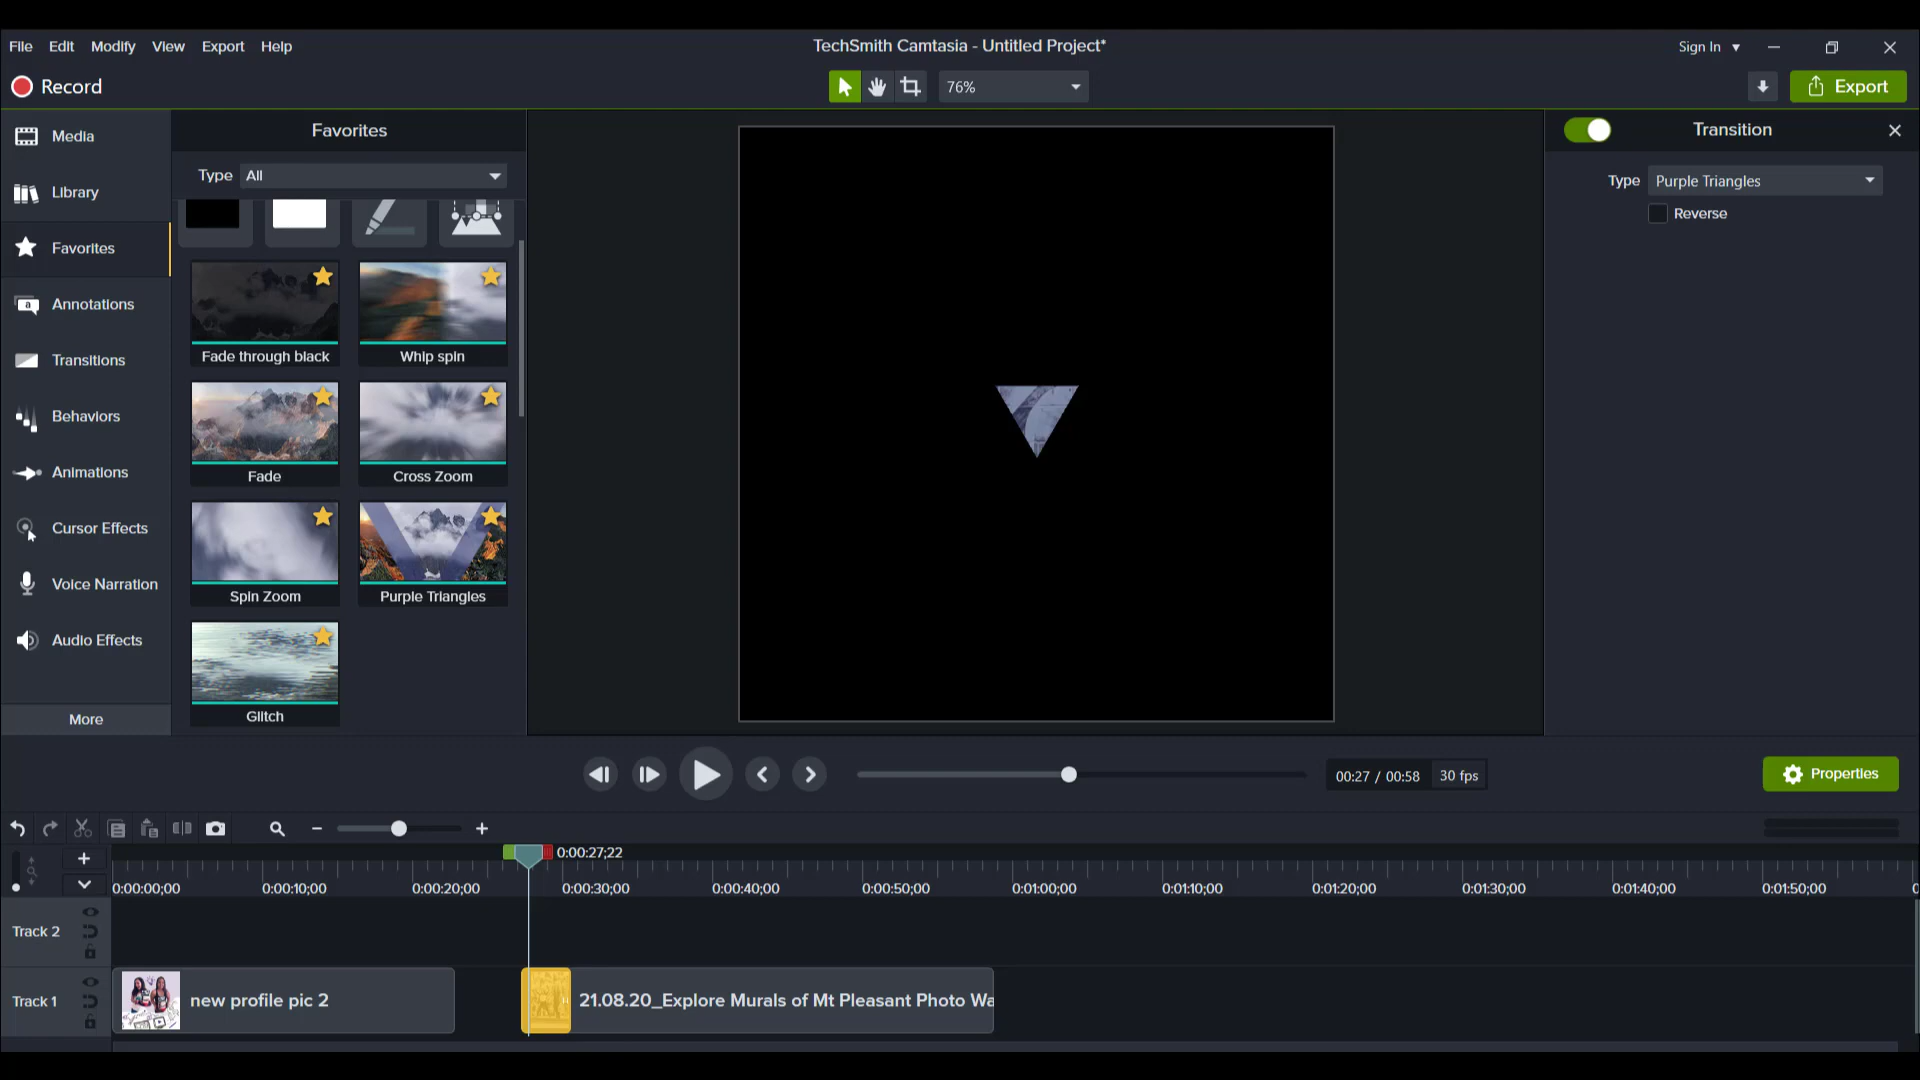 File Edit Modify View Export Help
TechSmith Camtasia - Untitled Project*
Sign In
Record
76%
Export
Media
Library
Favorites
Annotations
Transitions
Behaviors
Animations
Cursor Effects
Voice Narration
Audio Effects
More
Favorites
Type All
Fade through black
Whip spin
Fade
Cross Zoom
Spin Zoom
Purple Triangles
Glitch
Transition
Type Purple Triangles
Reverse
00:27 / 00:58 30 fps
Properties
0:00:27;22
0:00:00;00 0:00:10;00 0:00:20;00 0:00:30;00 0:00:40;00 0:00:50;00 0:01:00;00 0:01:10;00 0:01:20;00 0:01:30;00 0:01:40;00 0:01:50;00 0
Track 2
Track 1
new profile pic 2
21.08.20_Explore Murals of Mt Pleasant Photo Wa